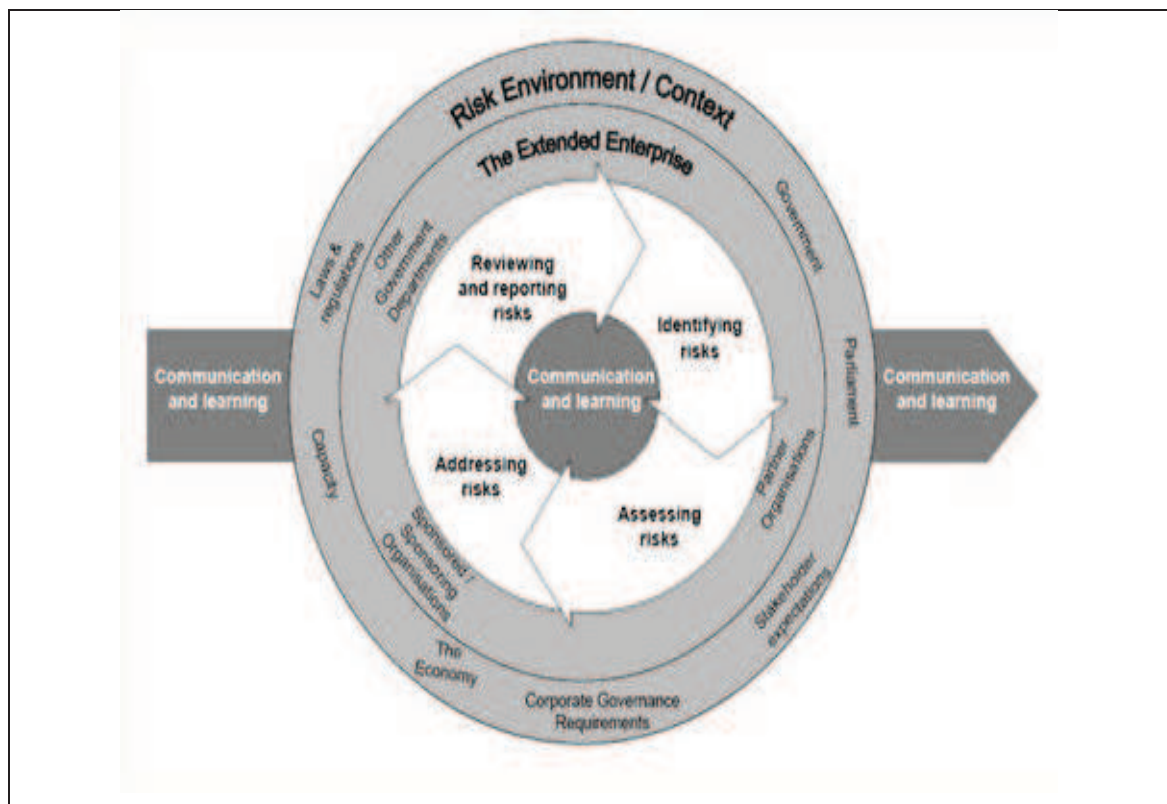 Risk Environment / Context
The Extended Enterprise
Government
Laws &
regulations
Other
Government
Departments
Reviewing
and reporting
risks
Identifying
risks
Parliament
Communication
and learning
Communication
and learning
Communication
and learning
Capacity
Addressing
risks
Assessing
risks
Partner
Organisations
Sponsored /
Sponsoring
Organisations
Stakeholder
expectations
The
Economy
Corporate Governance
Requirements